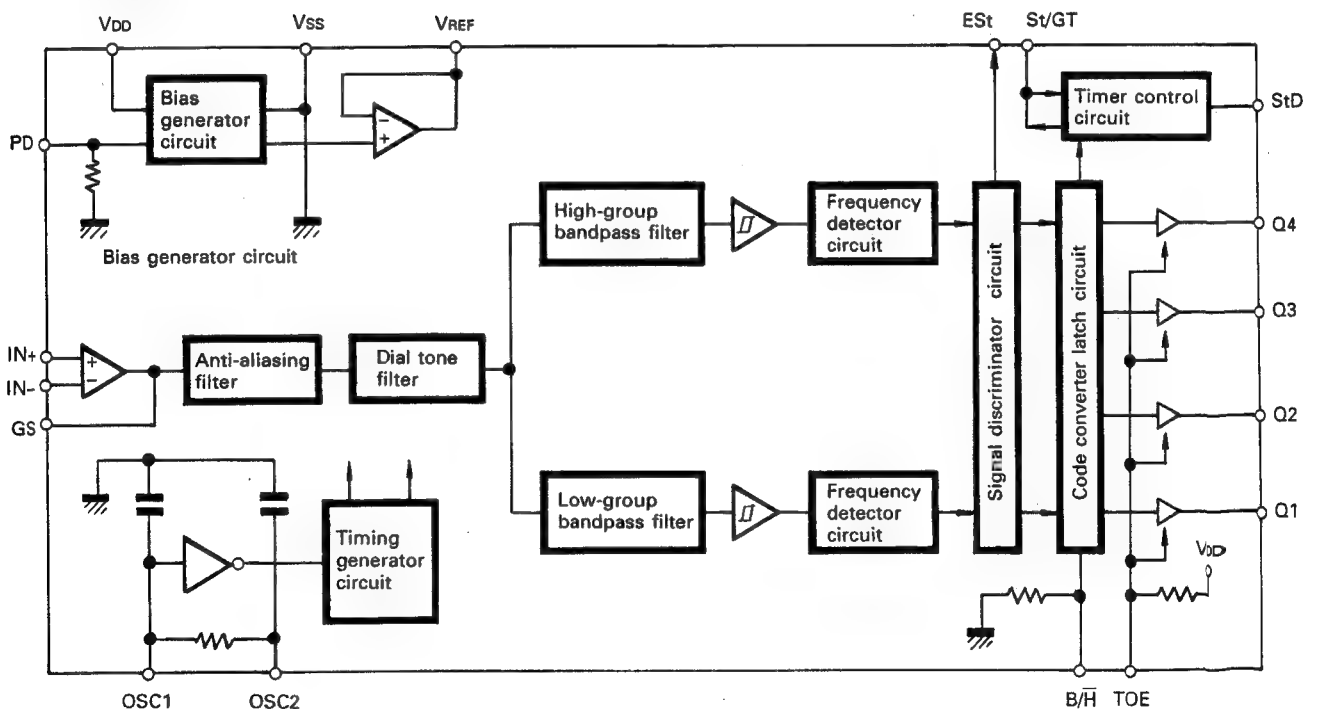 VDD
VSS
VREF
ESt
St/GT
Bias
generator
circuit
−
+
Timer control
circuit
StD
PD
High-group
bandpass filter
Frequency
detector
circuit
Signal discriminator circuit
Code converter latch circuit
Q4
Bias generator circuit
Q3
IN+
IN−
GS
+
−
Anti-aliasing
filter
Dial tone
filter
Q2
Low-group
bandpass filter
Frequency
detector
circuit
Q1
Timing
generator
circuit
VDD
OSC1
OSC2
B/H̅
TOE